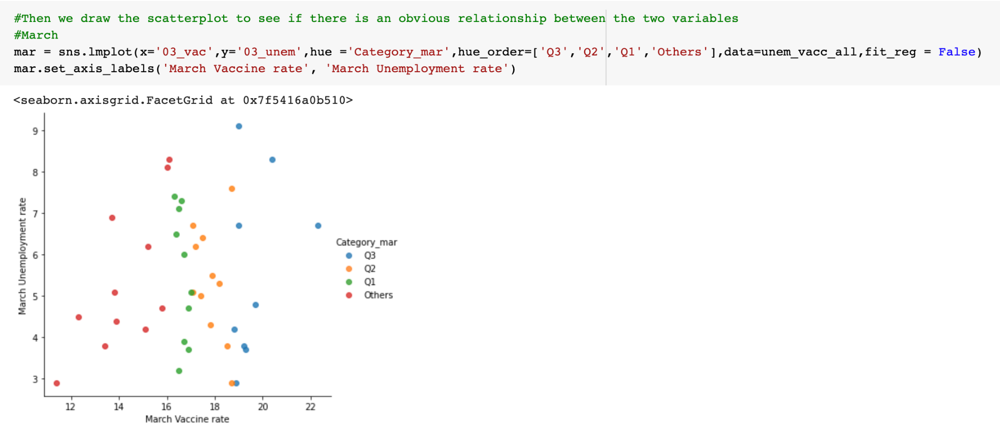 #Then we draw the scatterplot to see if there is an obvious relationship between the two variables
#March
mar = sns.lmplot(x='03_vac',y='03_unem',hue ='Category_mar',hue_order=['Q3','Q2','Q1','Others'],data=unem_vacc_all,fit_reg = False)
mar.set_axis_labels('March Vaccine rate', 'March Unemployment rate')
<seaborn.axisgrid.FacetGrid at 0x7f5416a0b510>
9
8
7
6
5
4
3
March Unemployment rate
12 14 16 18 20 22
March Vaccine rate
Category_mar
Q3
Q2
Q1
Others